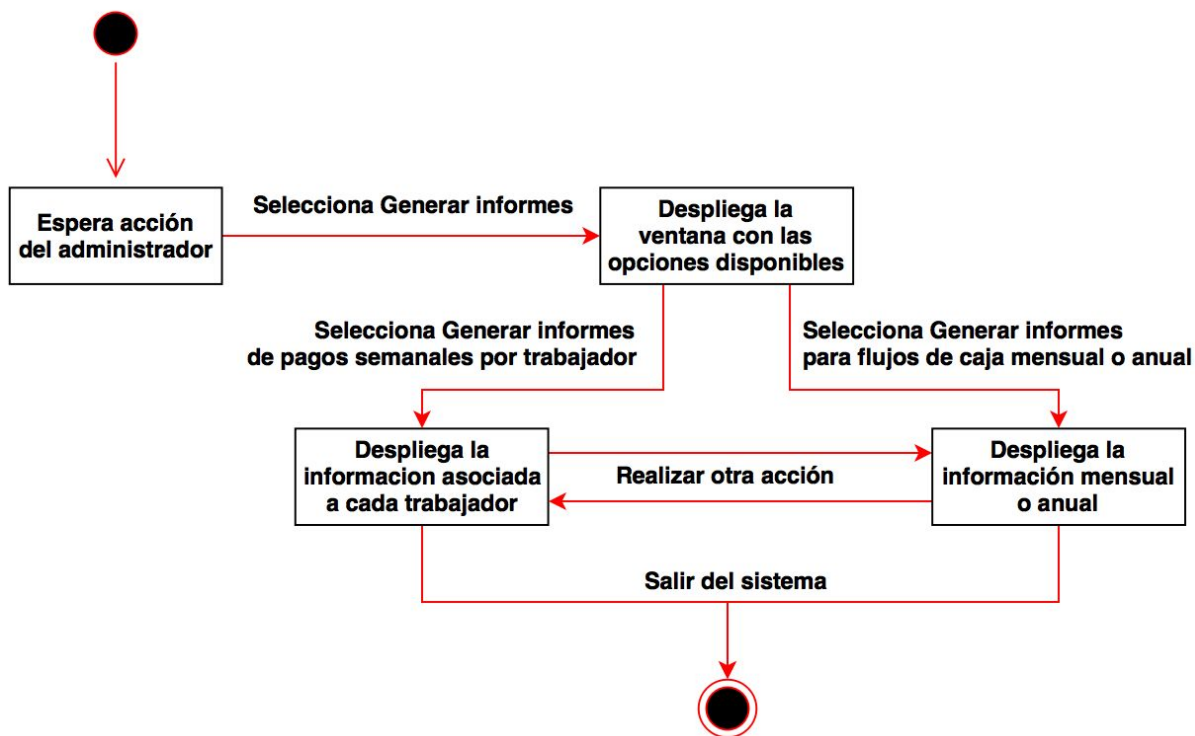 Espera acción
del administrador
Selecciona Generar informes
Despliega la
ventana con las
opciones disponibles
Selecciona Generar informes
de pagos semanales por trabajador
Selecciona Generar informes
para flujos de caja mensual o anual
Despliega la
informacion asociada
a cada trabajador
Realizar otra acción
Despliega la
información mensual
o anual
Salir del sistema